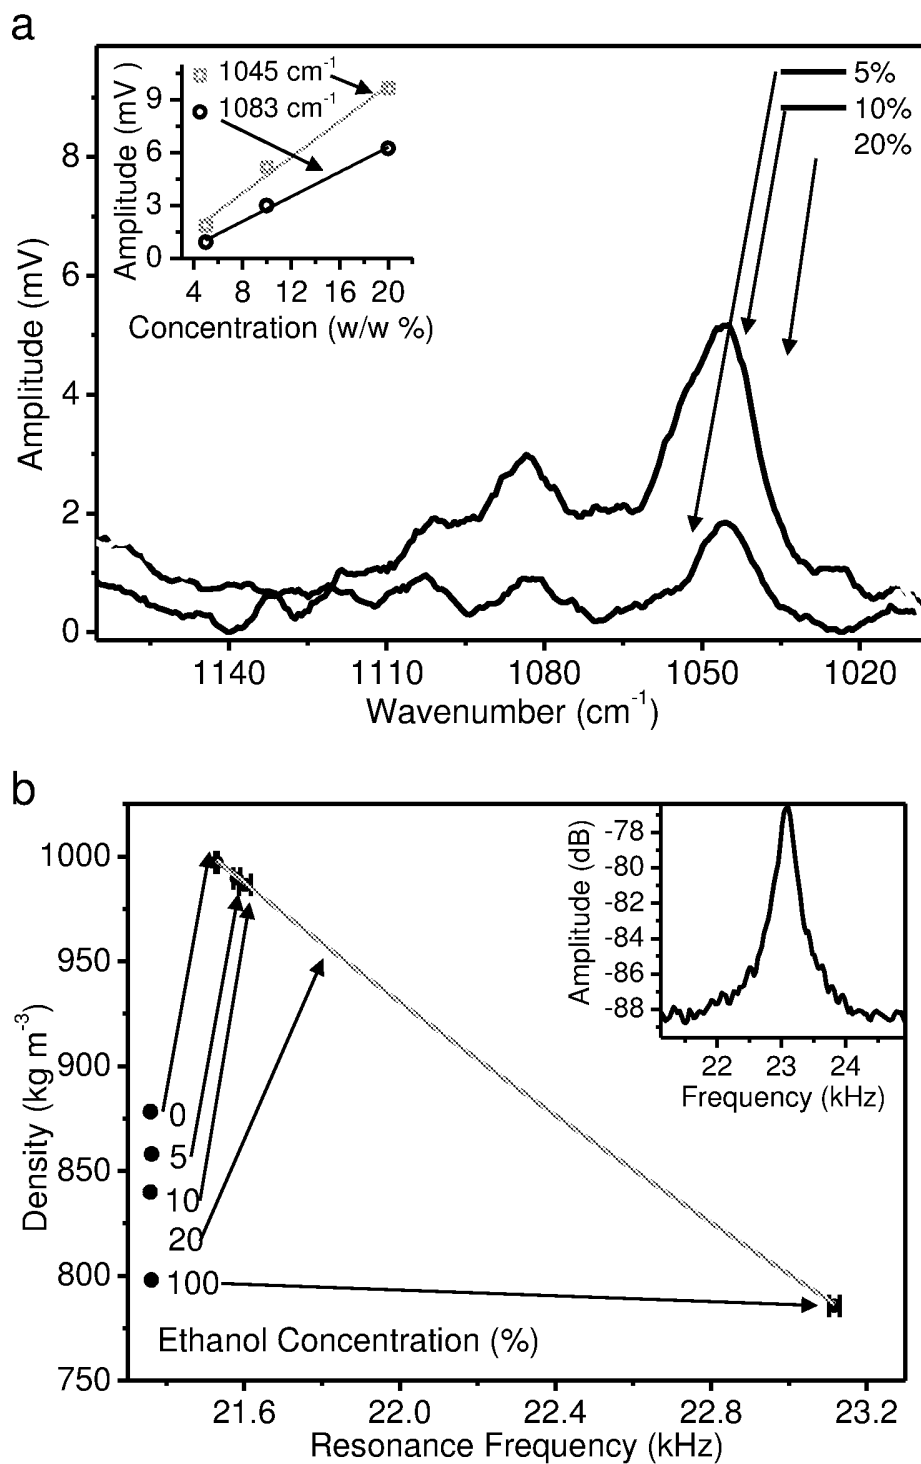 a
5%
10%
20%
1045 cm-1
1083 cm-1
9
6
3
0
Amplitude (mV )
4 8 12 16 20
Concentration (w/w %)
8
6
4
2
0
Amplitude (mV)
1140 1110 1080 1050 1020
Wavenumber (cm-1)
b
1000
950
900
850
800
750
Density (kg m-3)
0
5
10
20
100
Ethanol Concentration (%)
-78
-80
-82
-84
-86
-88
Amplitude (dB)
22 23 24
Frequency (kHz)
21.6 22.0 22.4 22.8 23.2
Resonance Frequency (kHz)